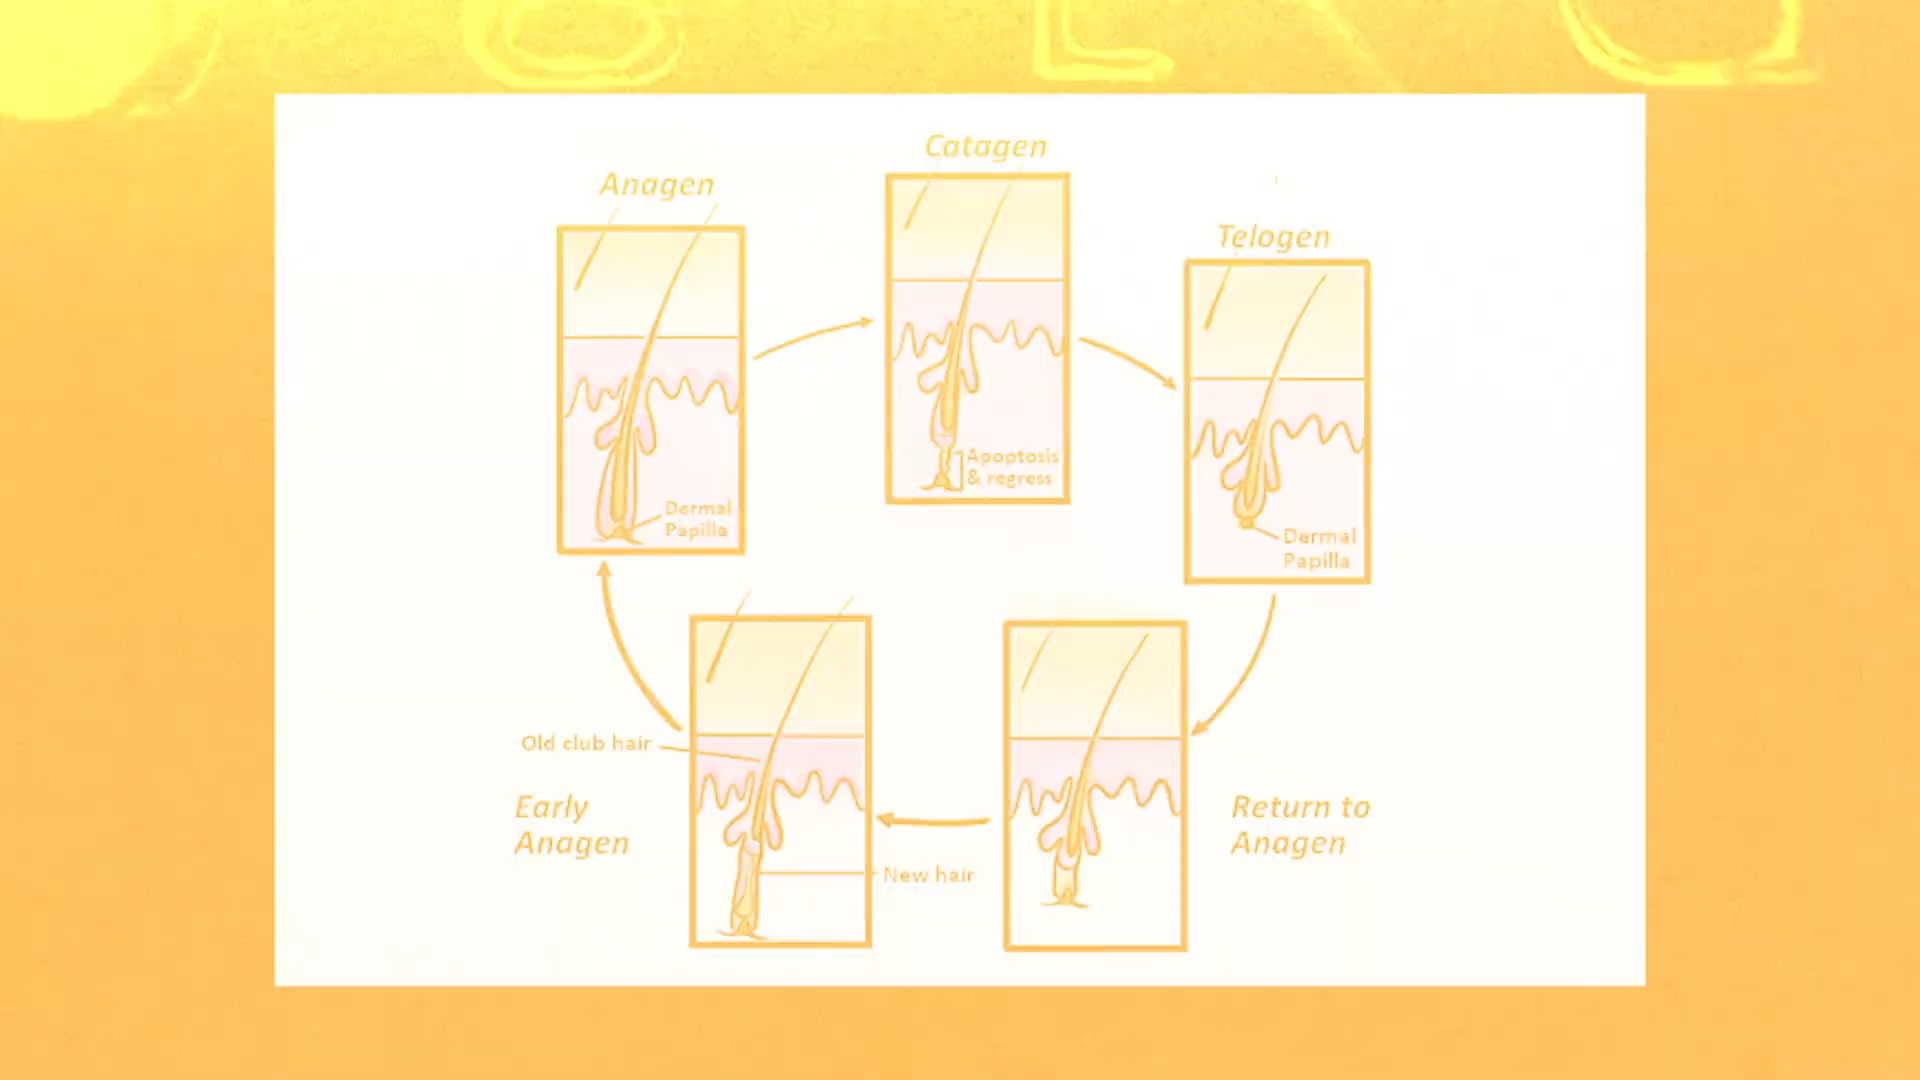 Catagen
Anagen
Telogen
Apoptosis
& regress
Dermal
Papilla
Dermal
Papilla
Old club hair
Early
Anagen
Return to
Anagen
New hair